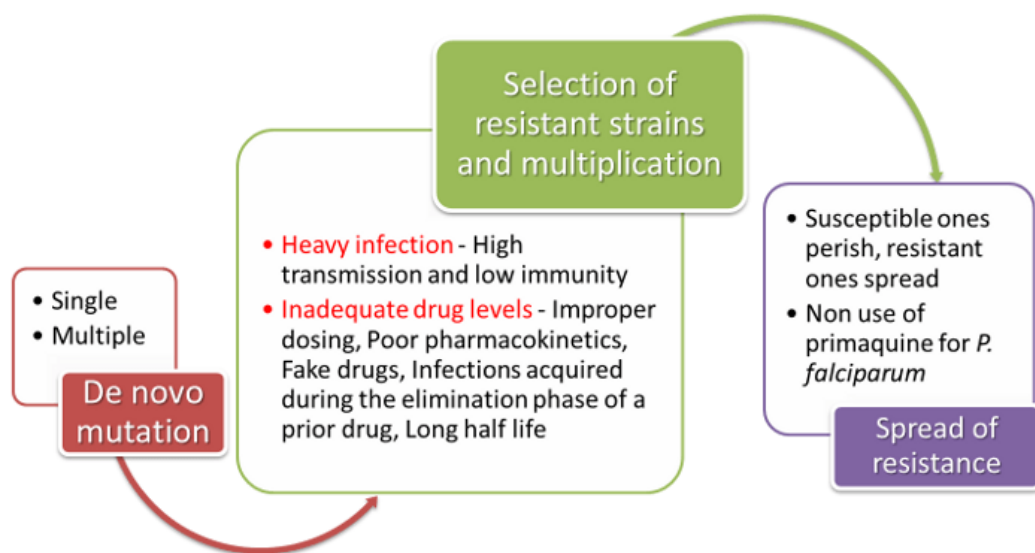 • Single
• Multiple
De novo
mutation
Selection of
resistant strains
and multiplication
• Heavy infection - High
transmission and low immunity
• Inadequate drug levels - Improper
dosing, Poor pharmacokinetics,
Fake drugs, Infections acquired
during the elimination phase of a
prior drug, Long half life
• Susceptible ones
perish, resistant
ones spread
• Non use of
primaquine for P.
falciparum
Spread of
resistance